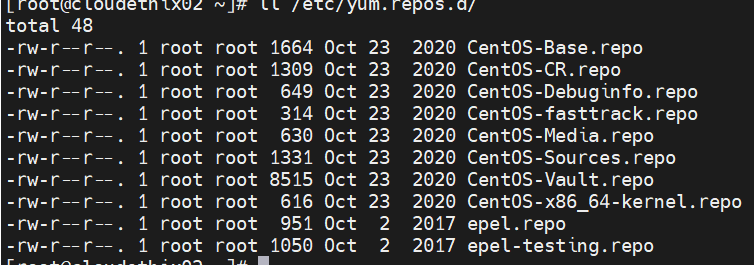 [root@cloudethix02 ~]# ll /etc/yum.repos.d/
total 48
-rw-r--r--. 1 root root 1664 Oct 23  2020 CentOS-Base.repo
-rw-r--r--. 1 root root 1309 Oct 23  2020 CentOS-CR.repo
-rw-r--r--. 1 root root  649 Oct 23  2020 CentOS-Debuginfo.repo
-rw-r--r--. 1 root root  314 Oct 23  2020 CentOS-fasttrack.repo
-rw-r--r--. 1 root root  630 Oct 23  2020 CentOS-Media.repo
-rw-r--r--. 1 root root 1331 Oct 23  2020 CentOS-Sources.repo
-rw-r--r--. 1 root root 8515 Oct 23  2020 CentOS-Vault.repo
-rw-r--r--. 1 root root  616 Oct 23  2020 CentOS-x86_64-kernel.repo
-rw-r--r--. 1 root root  951 Oct  2  2017 epel.repo
-rw-r--r--. 1 root root 1050 Oct  2  2017 epel-testing.repo
[root@cloudethix02 ~]#